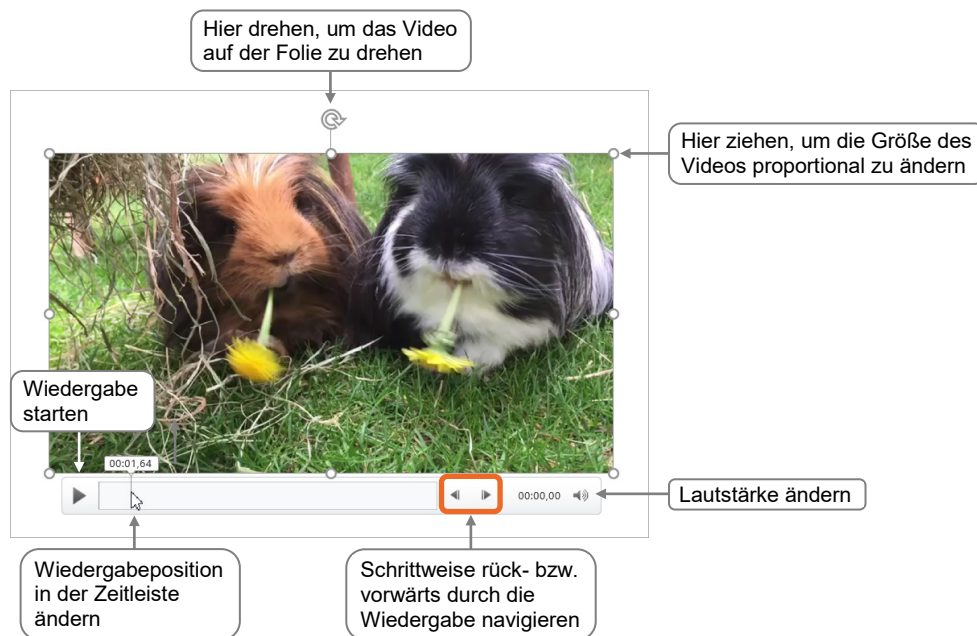 Hier drehen, um das Video
auf der Folie zu drehen
Hier ziehen, um die Größe des
Videos proportional zu ändern
Wiedergabe
starten
00:01,64
00:00,00
Lautstärke ändern
Wiedergabeposition
in der Zeitleiste
ändern
Schrittweise rück- bzw.
vorwärts durch die
Wiedergabe navigieren